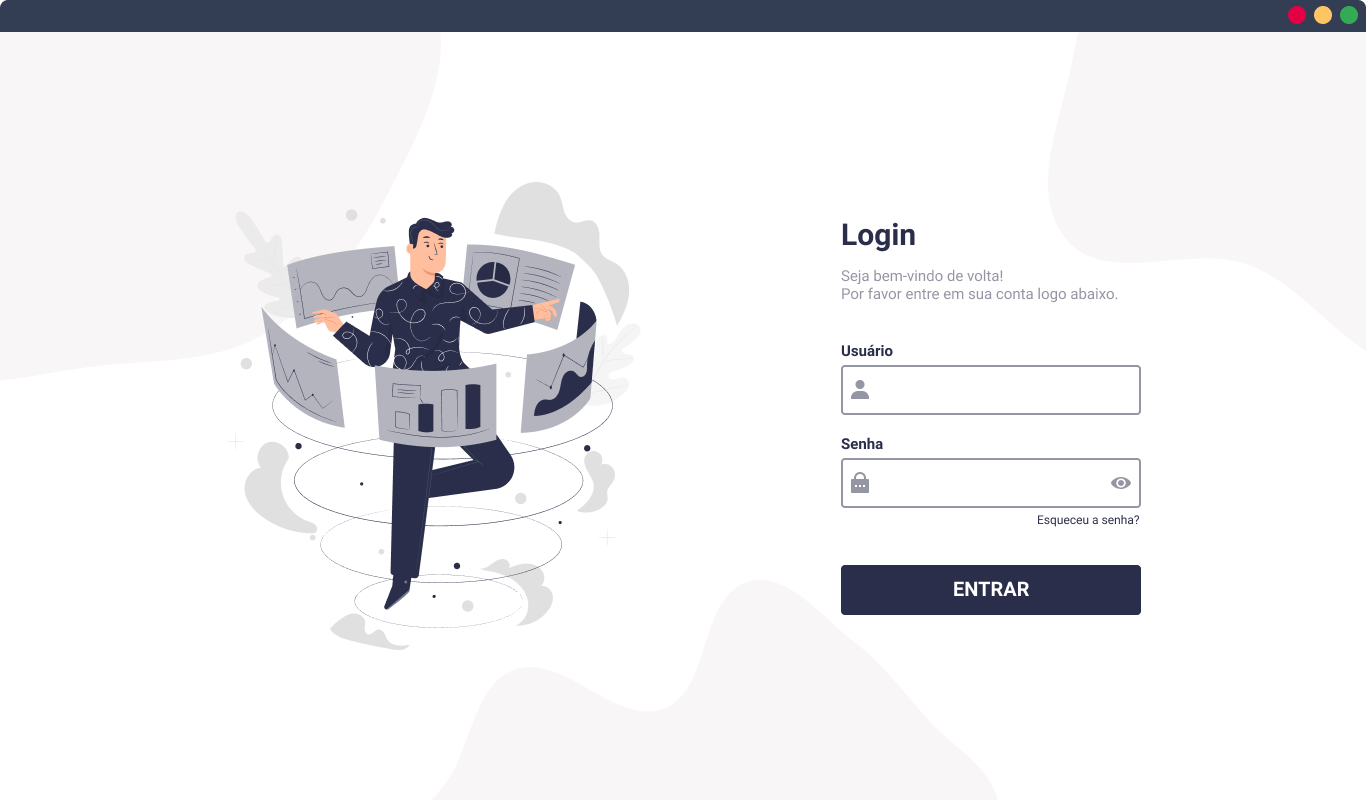 Login
Seja bem-vindo de volta!
Por favor entre em sua conta logo abaixo.
Usuário
Senha
Esqueceu a senha?
ENTRAR